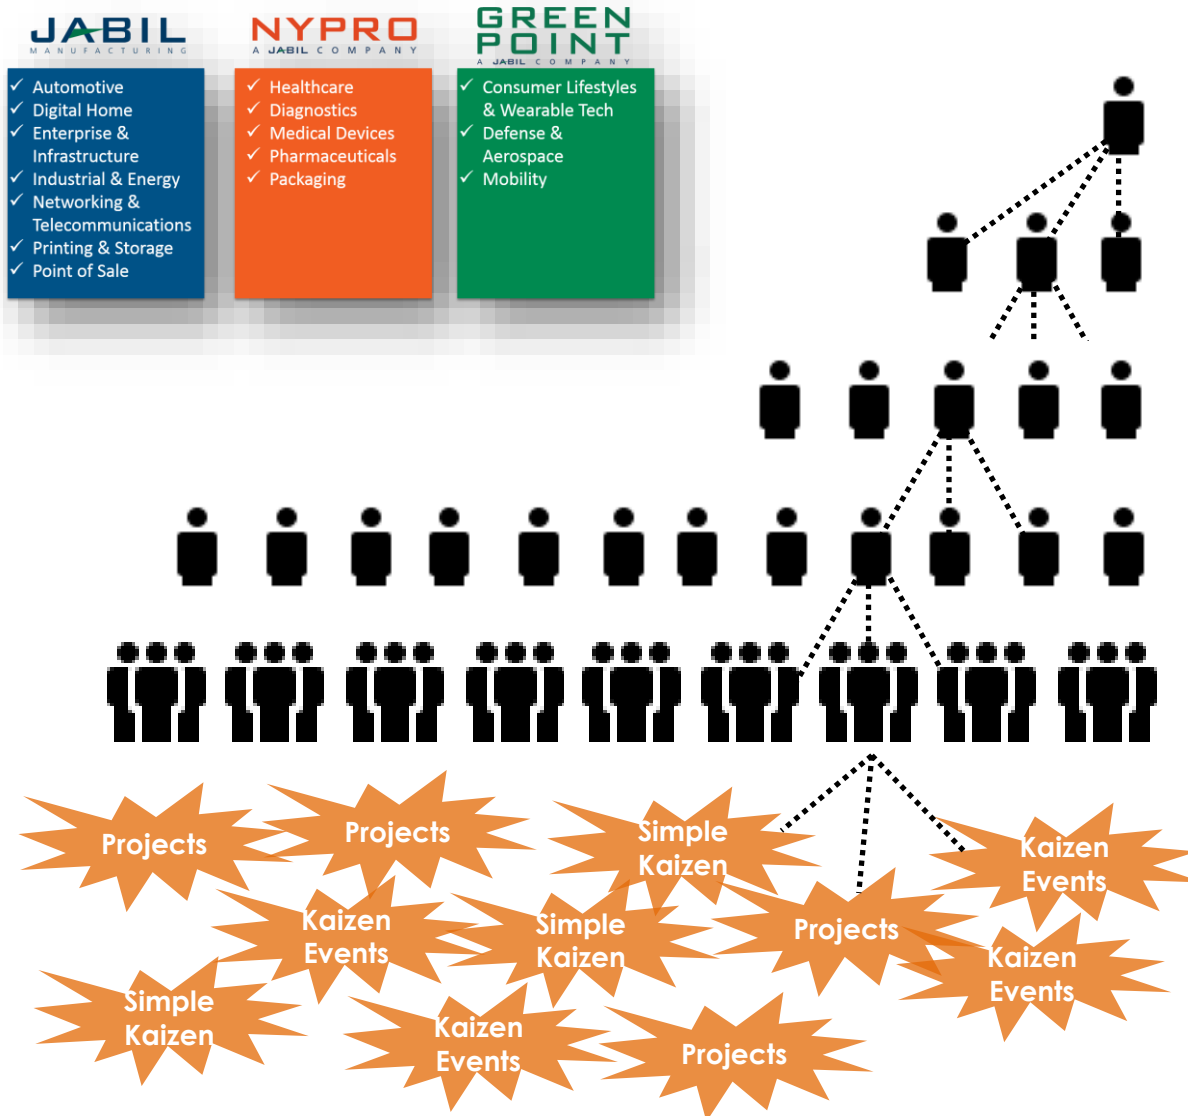 JABIL
MANUFACTURING
✓ Automotive
✓ Digital Home
✓ Enterprise &
Infrastructure
✓ Industrial & Energy
✓ Networking &
Telecommunications
✓ Printing & Storage
✓ Point of Sale
NYPRO
A JABIL COMPANY
✓ Healthcare
✓ Diagnostics
✓ Medical Devices
✓ Pharmaceuticals
✓ Packaging
GREEN
POINT
A JABIL COMPANY
✓ Consumer Lifestyles
& Wearable Tech
✓ Defense &
Aerospace
✓ Mobility
Projects
Projects
Simple
Kaizen
Kaizen
Events
Kaizen
Events
Simple
Kaizen
Projects
Kaizen
Events
Simple
Kaizen
Kaizen
Events
Projects